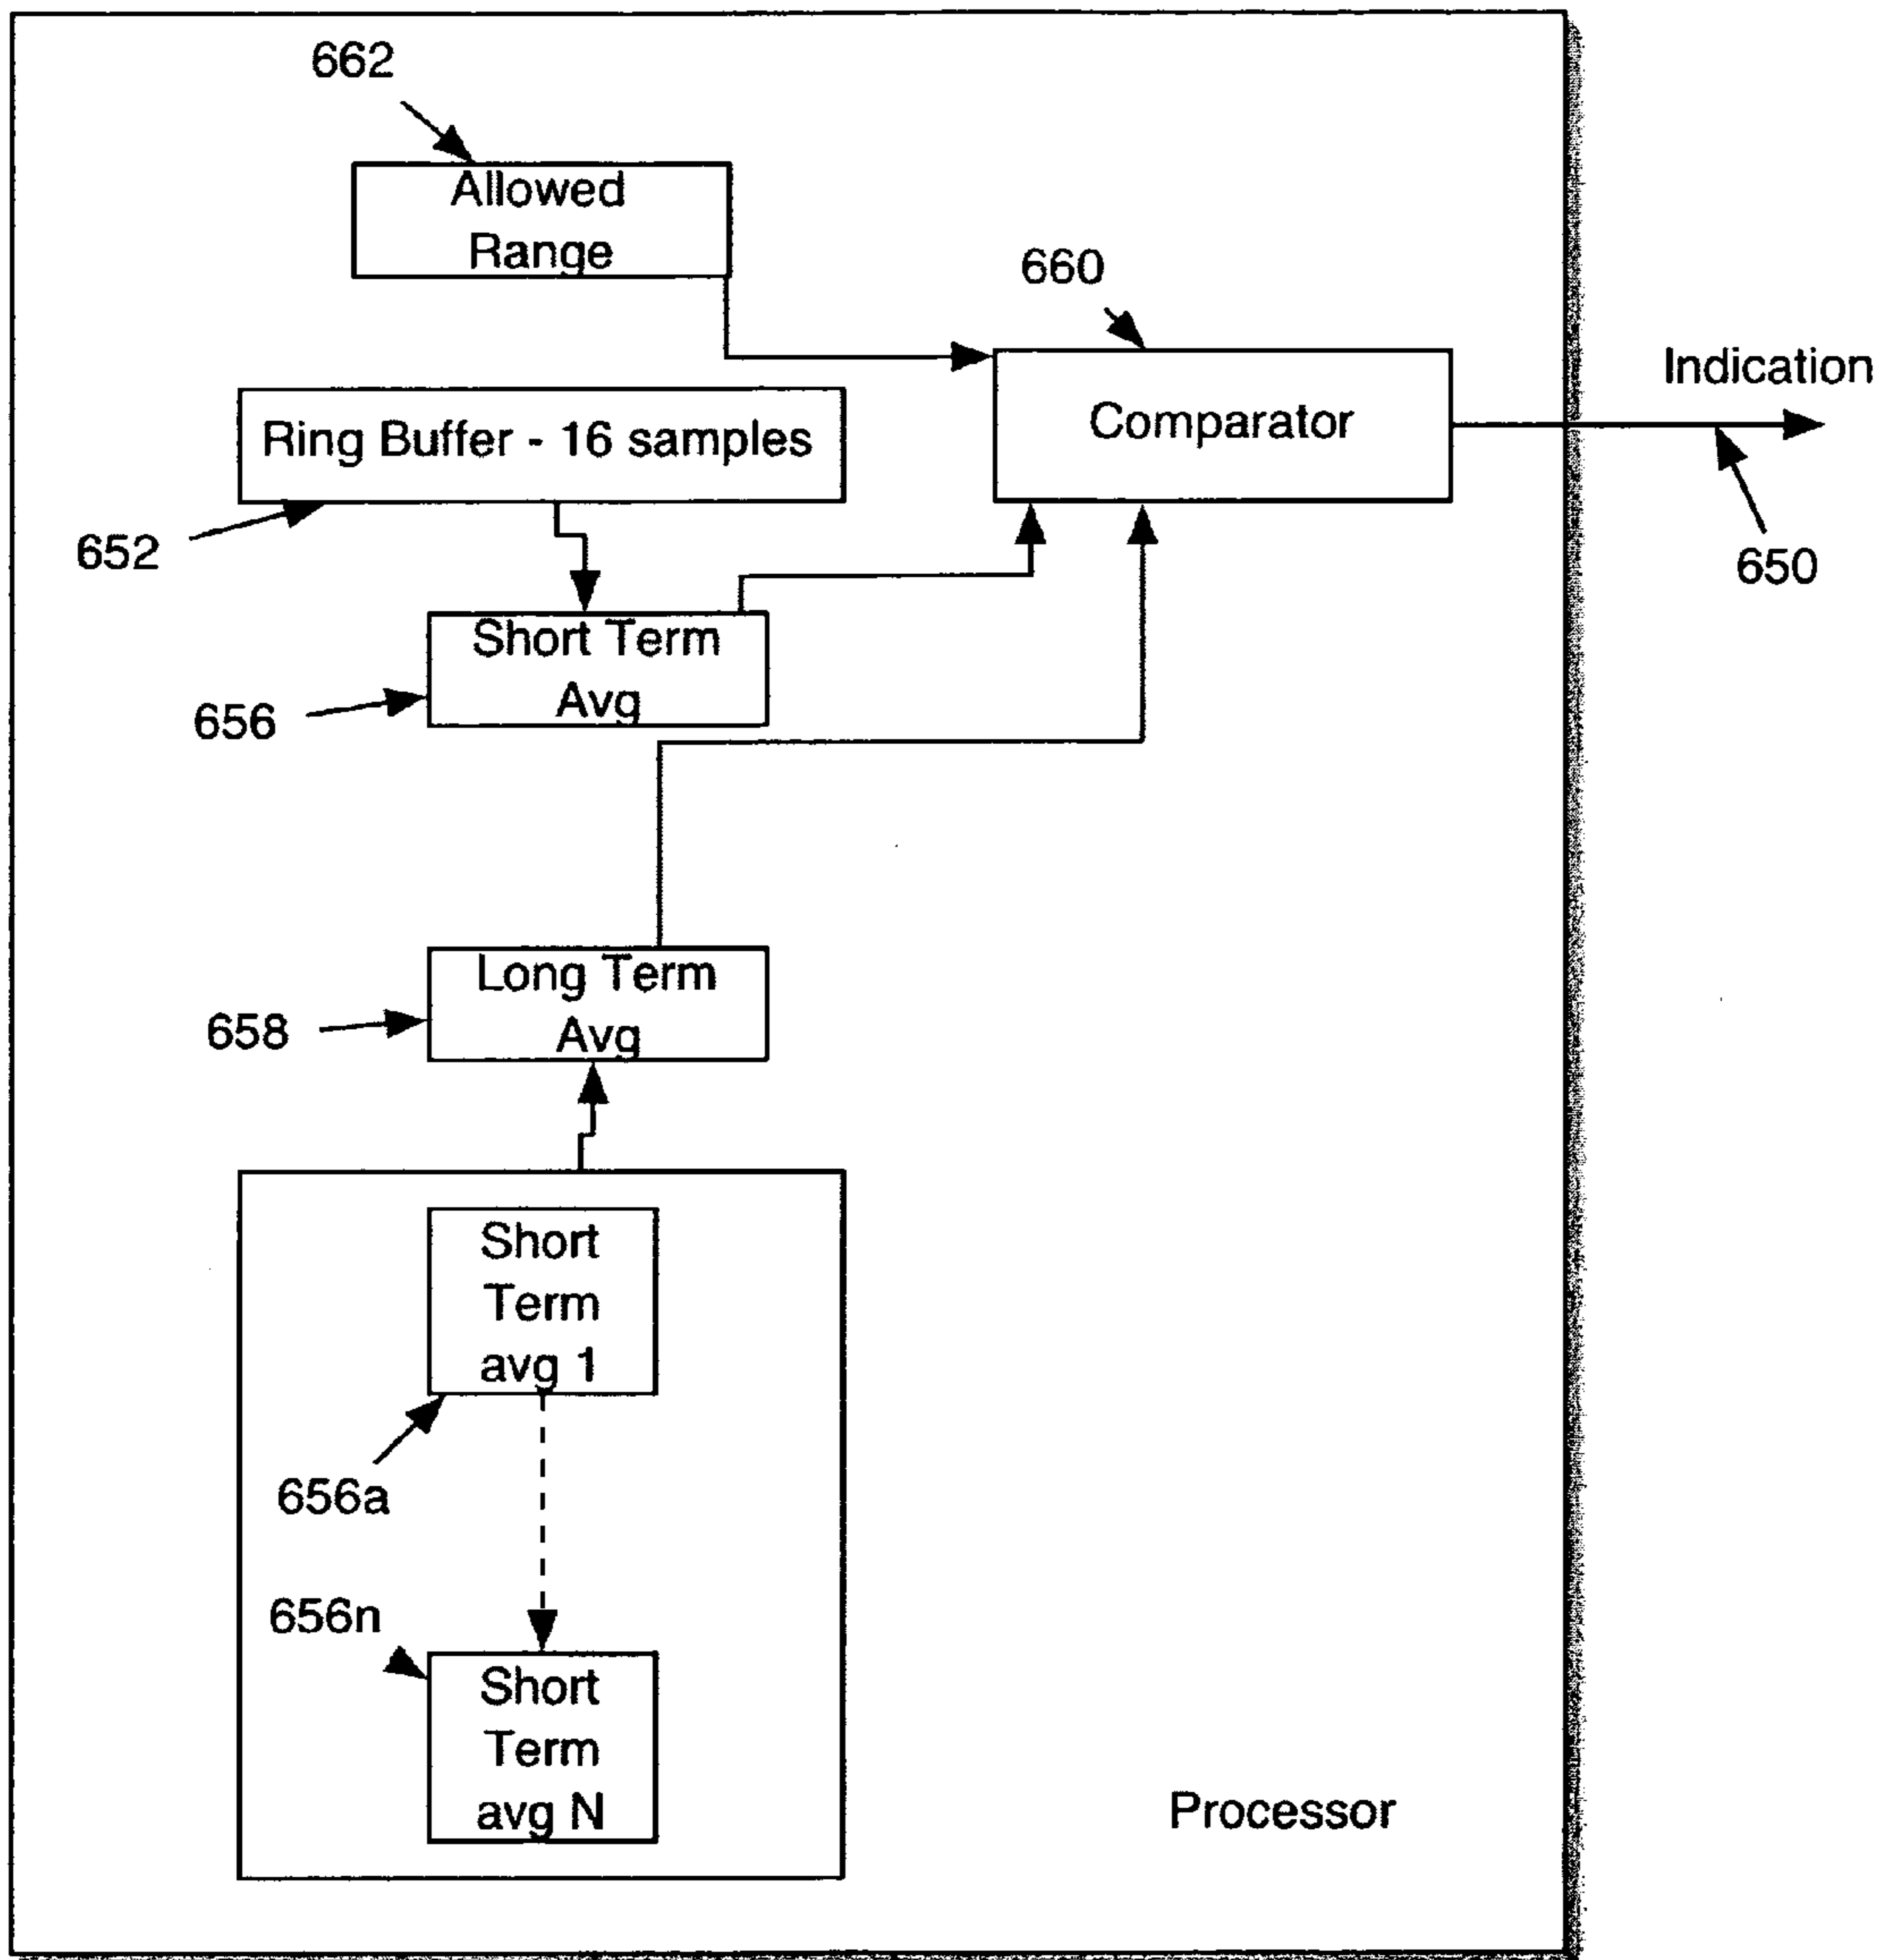 662
Allowed
Range
660
Comparator
Indication
650
Ring Buffer - 16 samples
652
Short Term
Avg
656
Long Term
Avg
658
Short
Term
avg 1
656a
656n
Short
Term
avg N
Processor